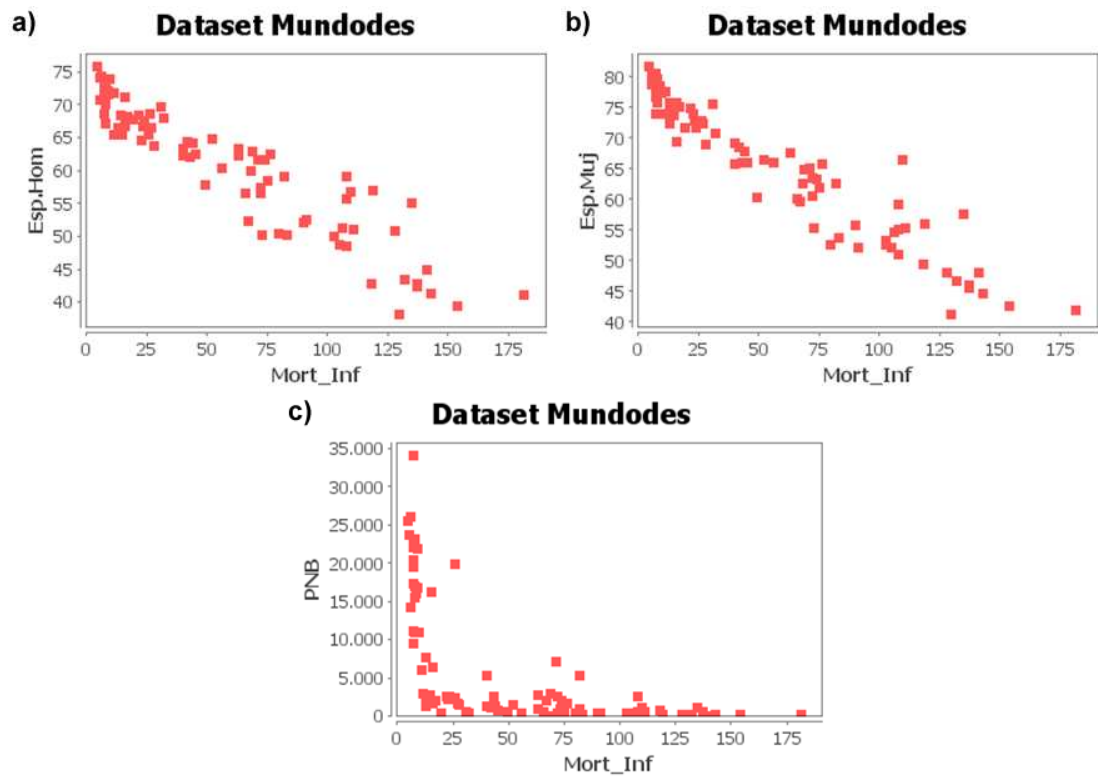 a)
Dataset Mundodes
75
70
65
60
55
50
45
40
Esp.Hom
0 25 50 75 100 125 150 175
Mort_Inf
b)
Dataset Mundodes
80
75
70
65
60
55
50
45
40
Esp.Muj
0 25 50 75 100 125 150 175
Mort_Inf
c)
Dataset Mundodes
35.000
30.000
25.000
20.000
15.000
10.000
5.000
0
PNB
0 25 50 75 100 125 150 175
Mort_Inf